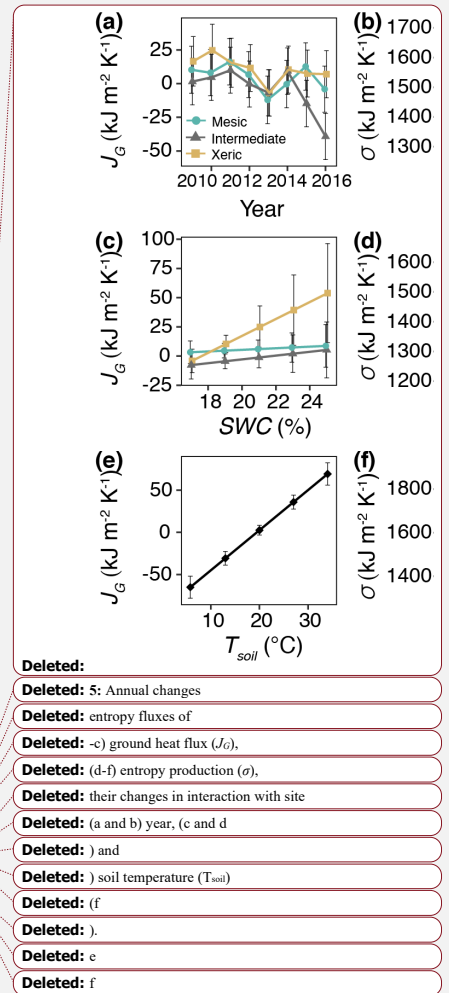 (a)
(b)
J_G (kJ m⁻² K⁻¹)
25
0
-25
-50
Mesic
Intermediate
Xeric
2010 2012 2014 2016
Year
σ (kJ m⁻² K⁻¹)
1700
1600
1500
1400
1300
(c)
(d)
J_G (kJ m⁻² K⁻¹)
100
75
50
25
0
-25
18 20 22 24
SWC (%)
σ (kJ m⁻² K⁻¹)
1600
1500
1400
1300
1200
(e)
(f)
J_G (kJ m⁻² K⁻¹)
50
0
-50
10 20 30
T_soil (°C)
σ (kJ m⁻² K⁻¹)
1800
1600
1400
Deleted:
Deleted: 5: Annual changes
Deleted: entropy fluxes of
Deleted: -c) ground heat flux (J_G),
Deleted: (d-f) entropy production (σ),
Deleted: their changes in interaction with site
Deleted: (a and b) year, (c and d
Deleted: ) and
Deleted: ) soil temperature (T_soil)
Deleted: (f
Deleted: ).
Deleted: e
Deleted: f